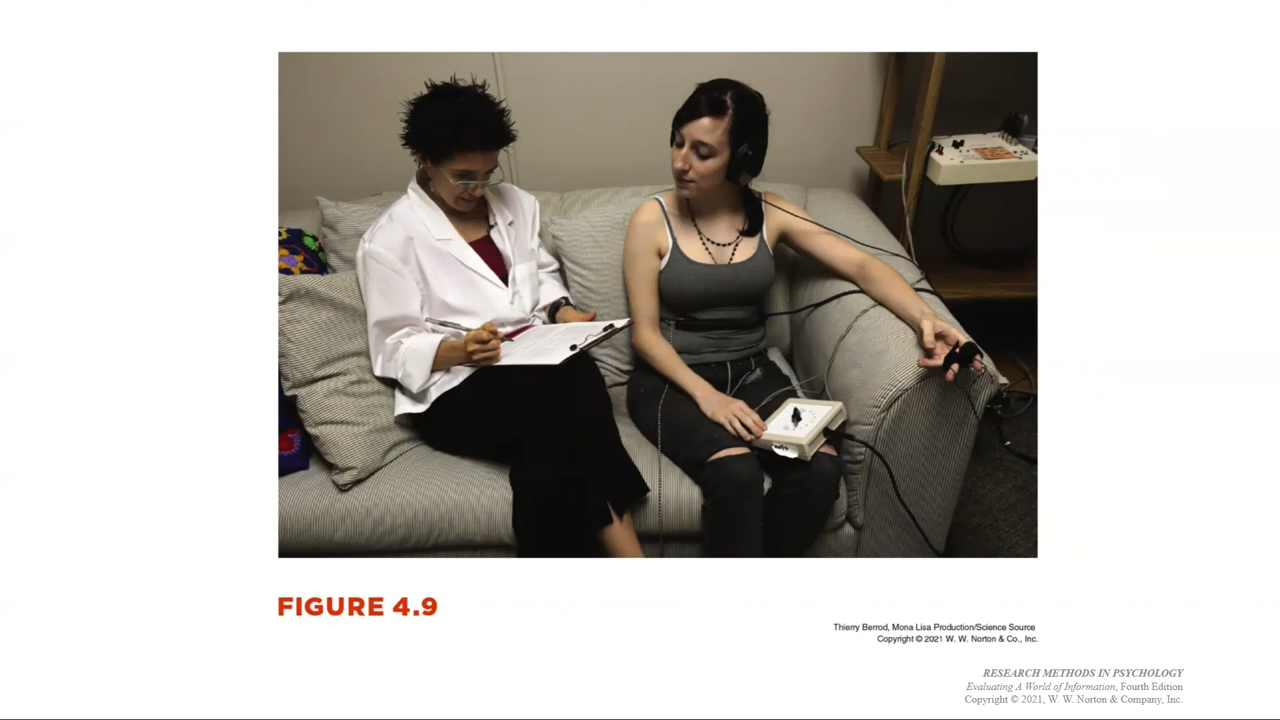 FIGURE 4.9
Thierry Berrod, Mona Lisa Production/Science Source
Copyright © 2021 W. W. Norton & Co., Inc.
RESEARCH METHODS IN PSYCHOLOGY
Evaluating A World of Information, Fourth Edition
Copyright © 2021, W. W. Norton & Company, Inc.